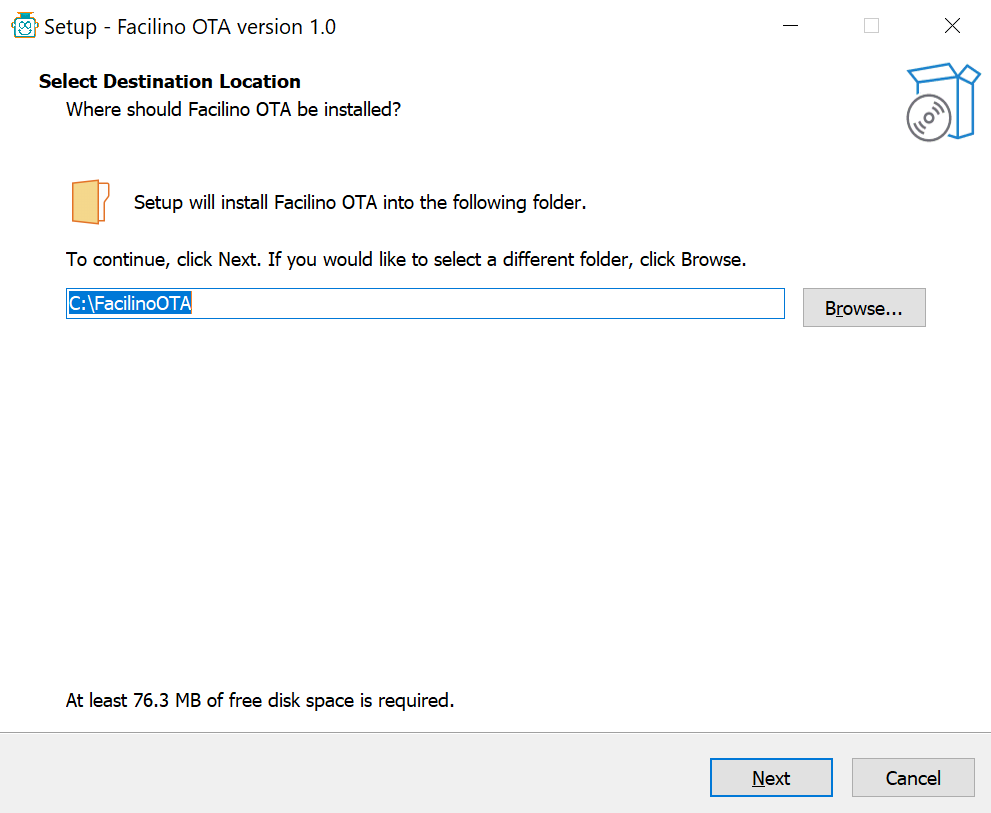 Setup - Facilino OTA version 1.0
Select Destination Location
Where should Facilino OTA be installed?
Setup will install Facilino OTA into the following folder.
To continue, click Next. If you would like to select a different folder, click Browse.
C:\FacilinoOTA
Browse...
At least 76.3 MB of free disk space is required.
Next
Cancel